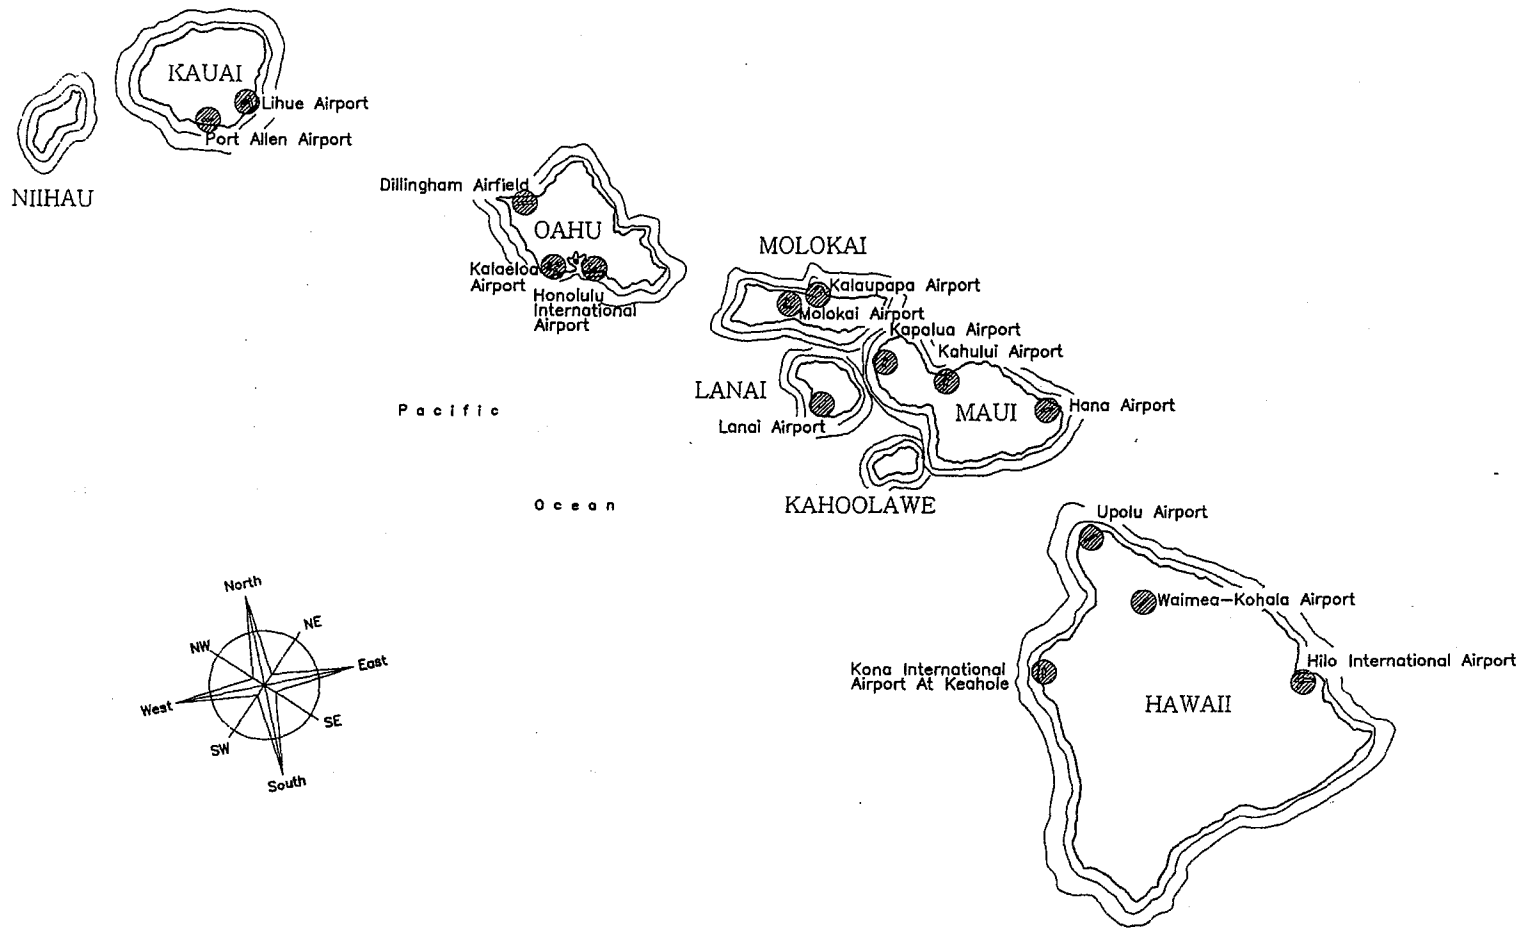 KAUAI
Lihue Airport
Port Allen Airport
NIIHAU
Dillingham Airfield
OAHU
Kalaeloa
Airport
Honolulu
International
Airport
MOLOKAI
Kalaupapa Airport
Molokai Airport
Kapalua Airport
Kahului Airport
LANAI
Lanai Airport
MAUI
Hana Airport
KAHOOLAWE
Pacific
Ocean
Upolu Airport
Waimea-Kohala Airport
Kona International
Airport At Keahole
Hilo International Airport
HAWAII
North
NE
NW
East
West
SE
SW
South